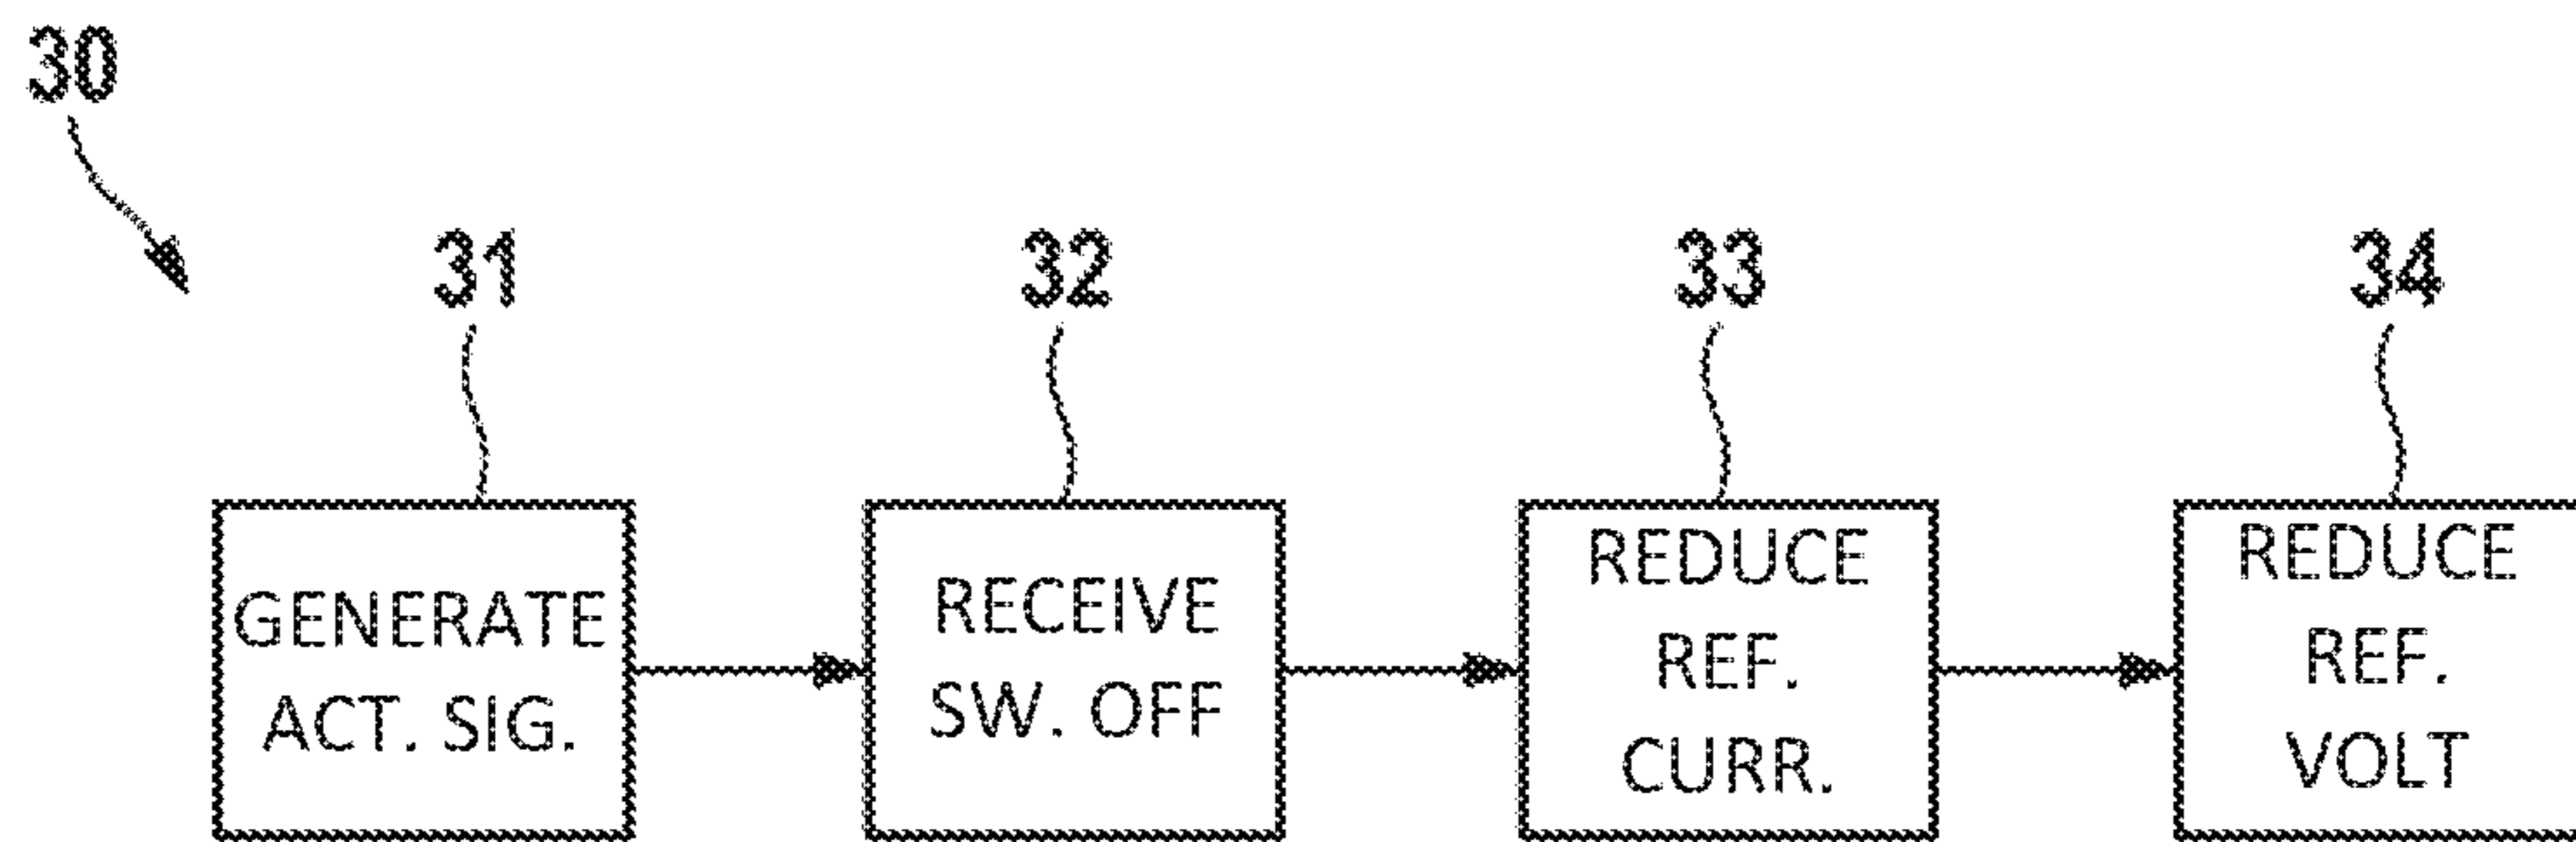 30
31
32
33
34
GENERATE
ACT. SIG.
RECEIVE
SW. OFF
REDUCE
REF.
CURR.
REDUCE
REF.
VOLT